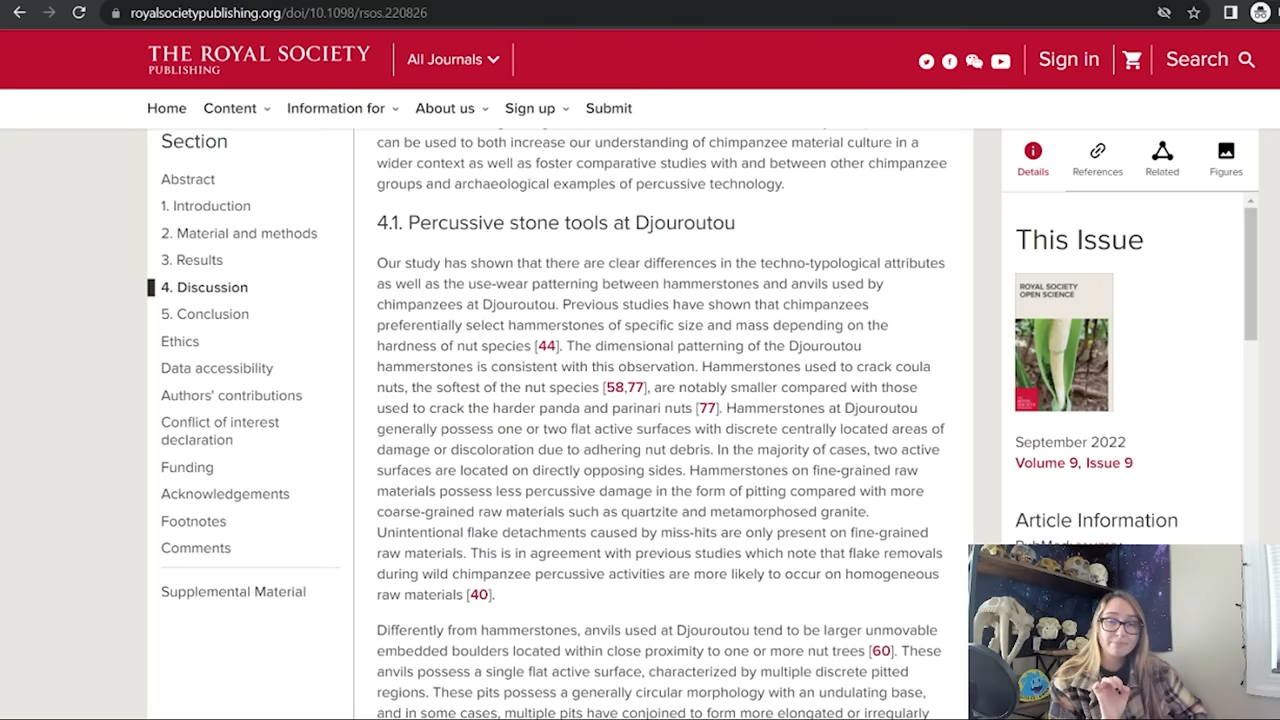 royalsocietypublishing.org/doi/10.1098/rsos.220826
THE ROYAL SOCIETY
PUBLISHING
All Journals
Sign in
Search
Home
Content
Information for
About us
Sign up
Submit
Section
Abstract
1. Introduction
2. Material and methods
3. Results
4. Discussion
5. Conclusion
Ethics
Data accessibility
Authors' contributions
Conflict of interest
declaration
Funding
Acknowledgements
Footnotes
Comments
Supplemental Material
can be used to both increase our understanding of chimpanzee material culture in a
wider context as well as foster comparative studies with and between other chimpanzee
groups and archaeological examples of percussive technology.
4.1. Percussive stone tools at Djouroutou
Our study has shown that there are clear differences in the techno-typological attributes
as well as the use-wear patterning between hammerstones and anvils used by
chimpanzees at Djouroutou. Previous studies have shown that chimpanzees
preferentially select hammerstones of specific size and mass depending on the
hardness of nut species [44]. The dimensional patterning of the Djouroutou
hammerstones is consistent with this observation. Hammerstones used to crack coula
nuts, the softest of the nut species [58,77], are notably smaller compared with those
used to crack the harder panda and parinari nuts [77]. Hammerstones at Djouroutou
generally possess one or two flat active surfaces with discrete centrally located areas of
damage or discoloration due to adhering nut debris. In the majority of cases, two active
surfaces are located on directly opposing sides. Hammerstones on fine-grained raw
materials possess less percussive damage in the form of pitting compared with more
coarse-grained raw materials such as quartzite and metamorphosed granite.
Unintentional flake detachments caused by miss-hits are only present on fine-grained
raw materials. This is in agreement with previous studies which note that flake removals
during wild chimpanzee percussive activities are more likely to occur on homogeneous
raw materials [40].
Differently from hammerstones, anvils used at Djouroutou tend to be larger unmovable
embedded boulders located within close proximity to one or more nut trees [60]. These
anvils possess a single flat active surface, characterized by multiple discrete pitted
regions. These pits possess a generally circular morphology with an undulating base,
and in some cases, multiple pits have conjoined to form more elongated or irregularly
Details
References
Related
Figures
This Issue
ROYAL SOCIETY
OPEN SCIENCE
September 2022
Volume 9, Issue 9
Article Information